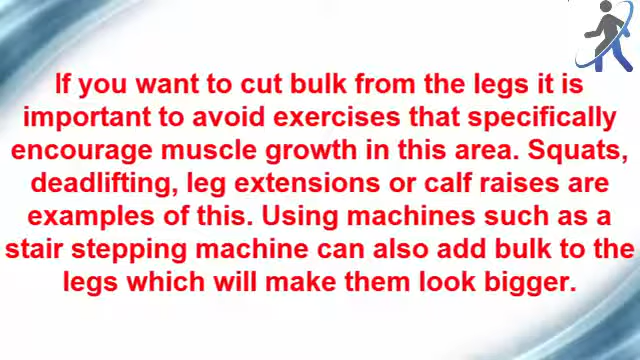 If you want to cut bulk from the legs it is
important to avoid exercises that specifically
encourage muscle growth in this area. Squats,
deadlifting, leg extensions or calf raises are
examples of this. Using machines such as a
stair stepping machine can also add bulk to the
legs which will make them look bigger.